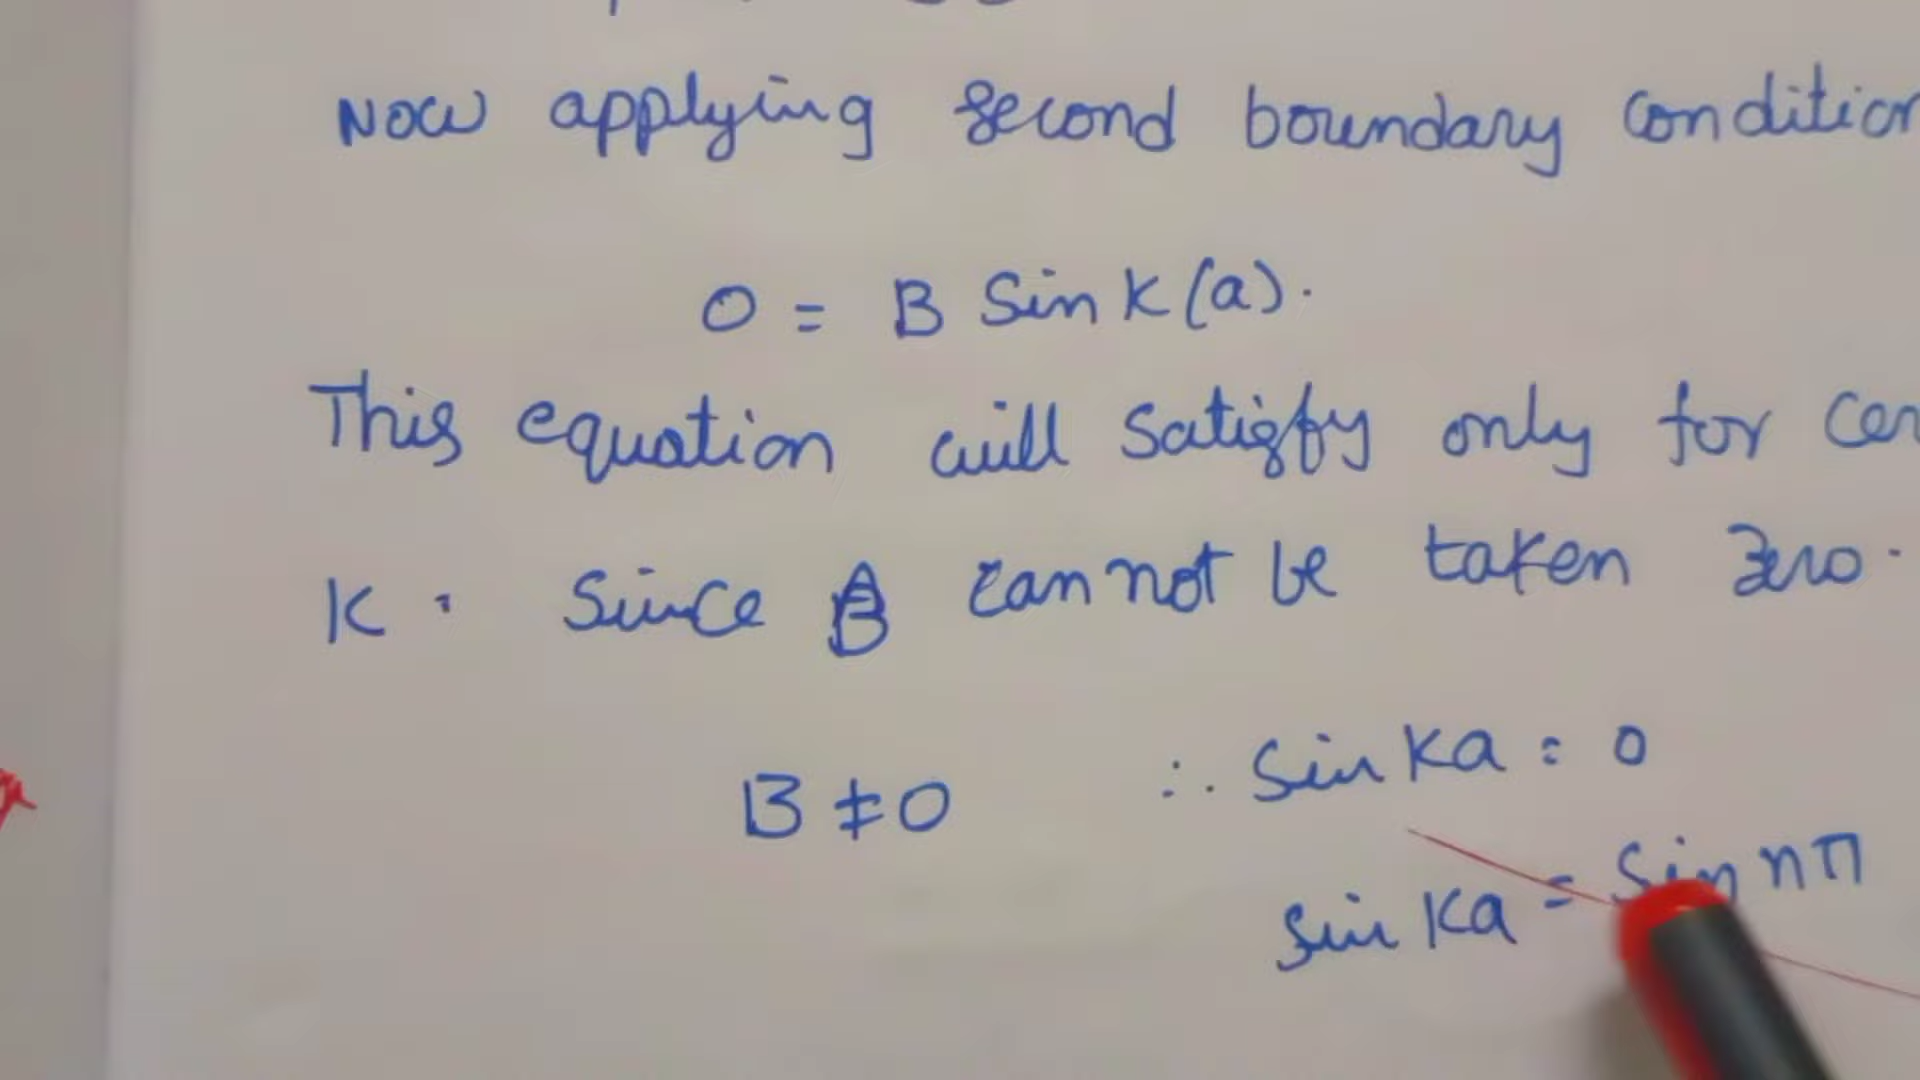 Now applying second boundary condition
0 = B Sin K (a).
This equation will satisfy only for
K. Since B cannot be taken zero.
B ≠ 0 ∴ Sin Ka = 0
Sin Ka = Sin nπ